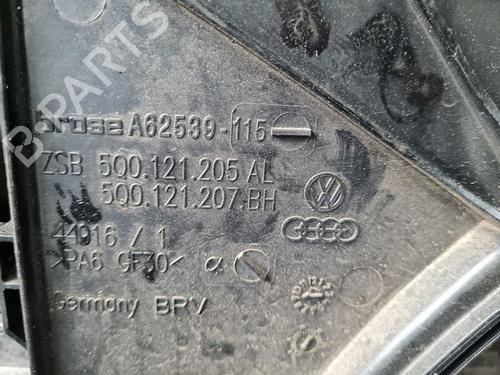 brose A62539-115
ZSB 5Q0.121.205 AL
5Q0.121.207.BH
44016 / 1
>PA6 GF30<
Germany BRV
B-PARTS